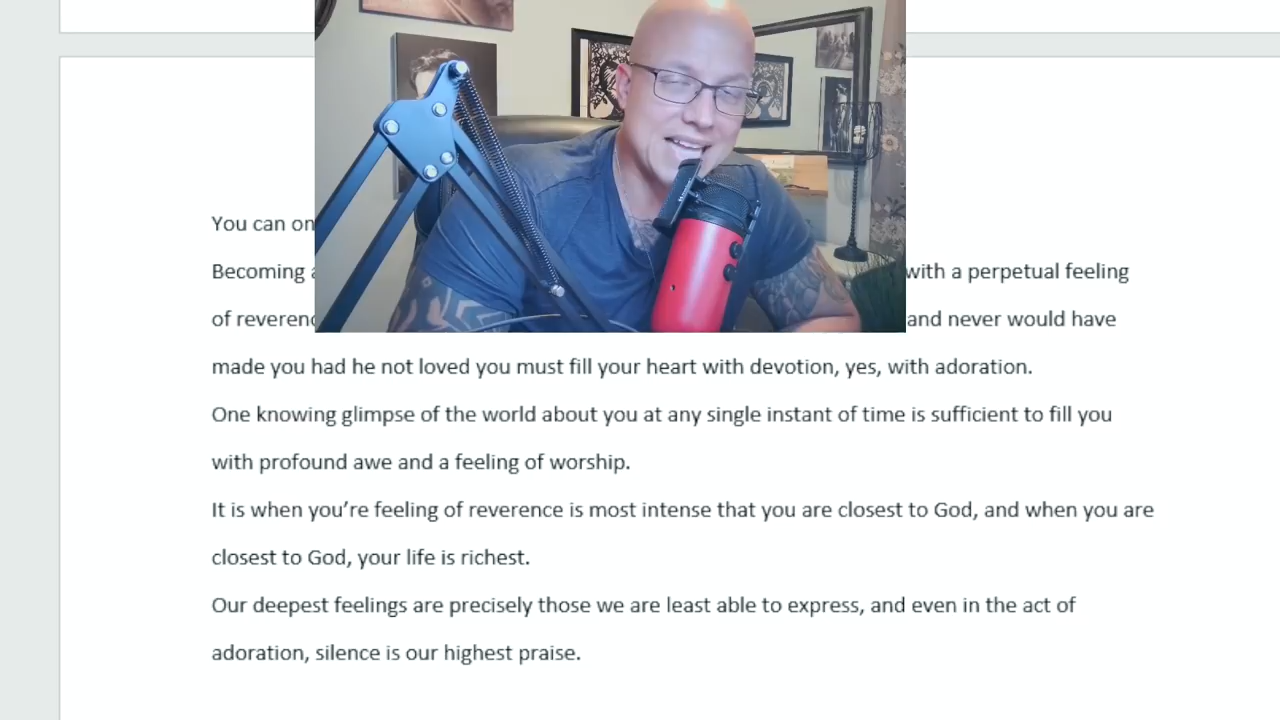 You can on
Becoming with a perpetual feeling
of reverenc and never would have
made you had he not loved you must fill your heart with devotion, yes, with adoration.
One knowing glimpse of the world about you at any single instant of time is sufficient to fill you
with profound awe and a feeling of worship.
It is when you’re feeling of reverence is most intense that you are closest to God, and when you are
closest to God, your life is richest.
Our deepest feelings are precisely those we are least able to express, and even in the act of
adoration, silence is our highest praise.